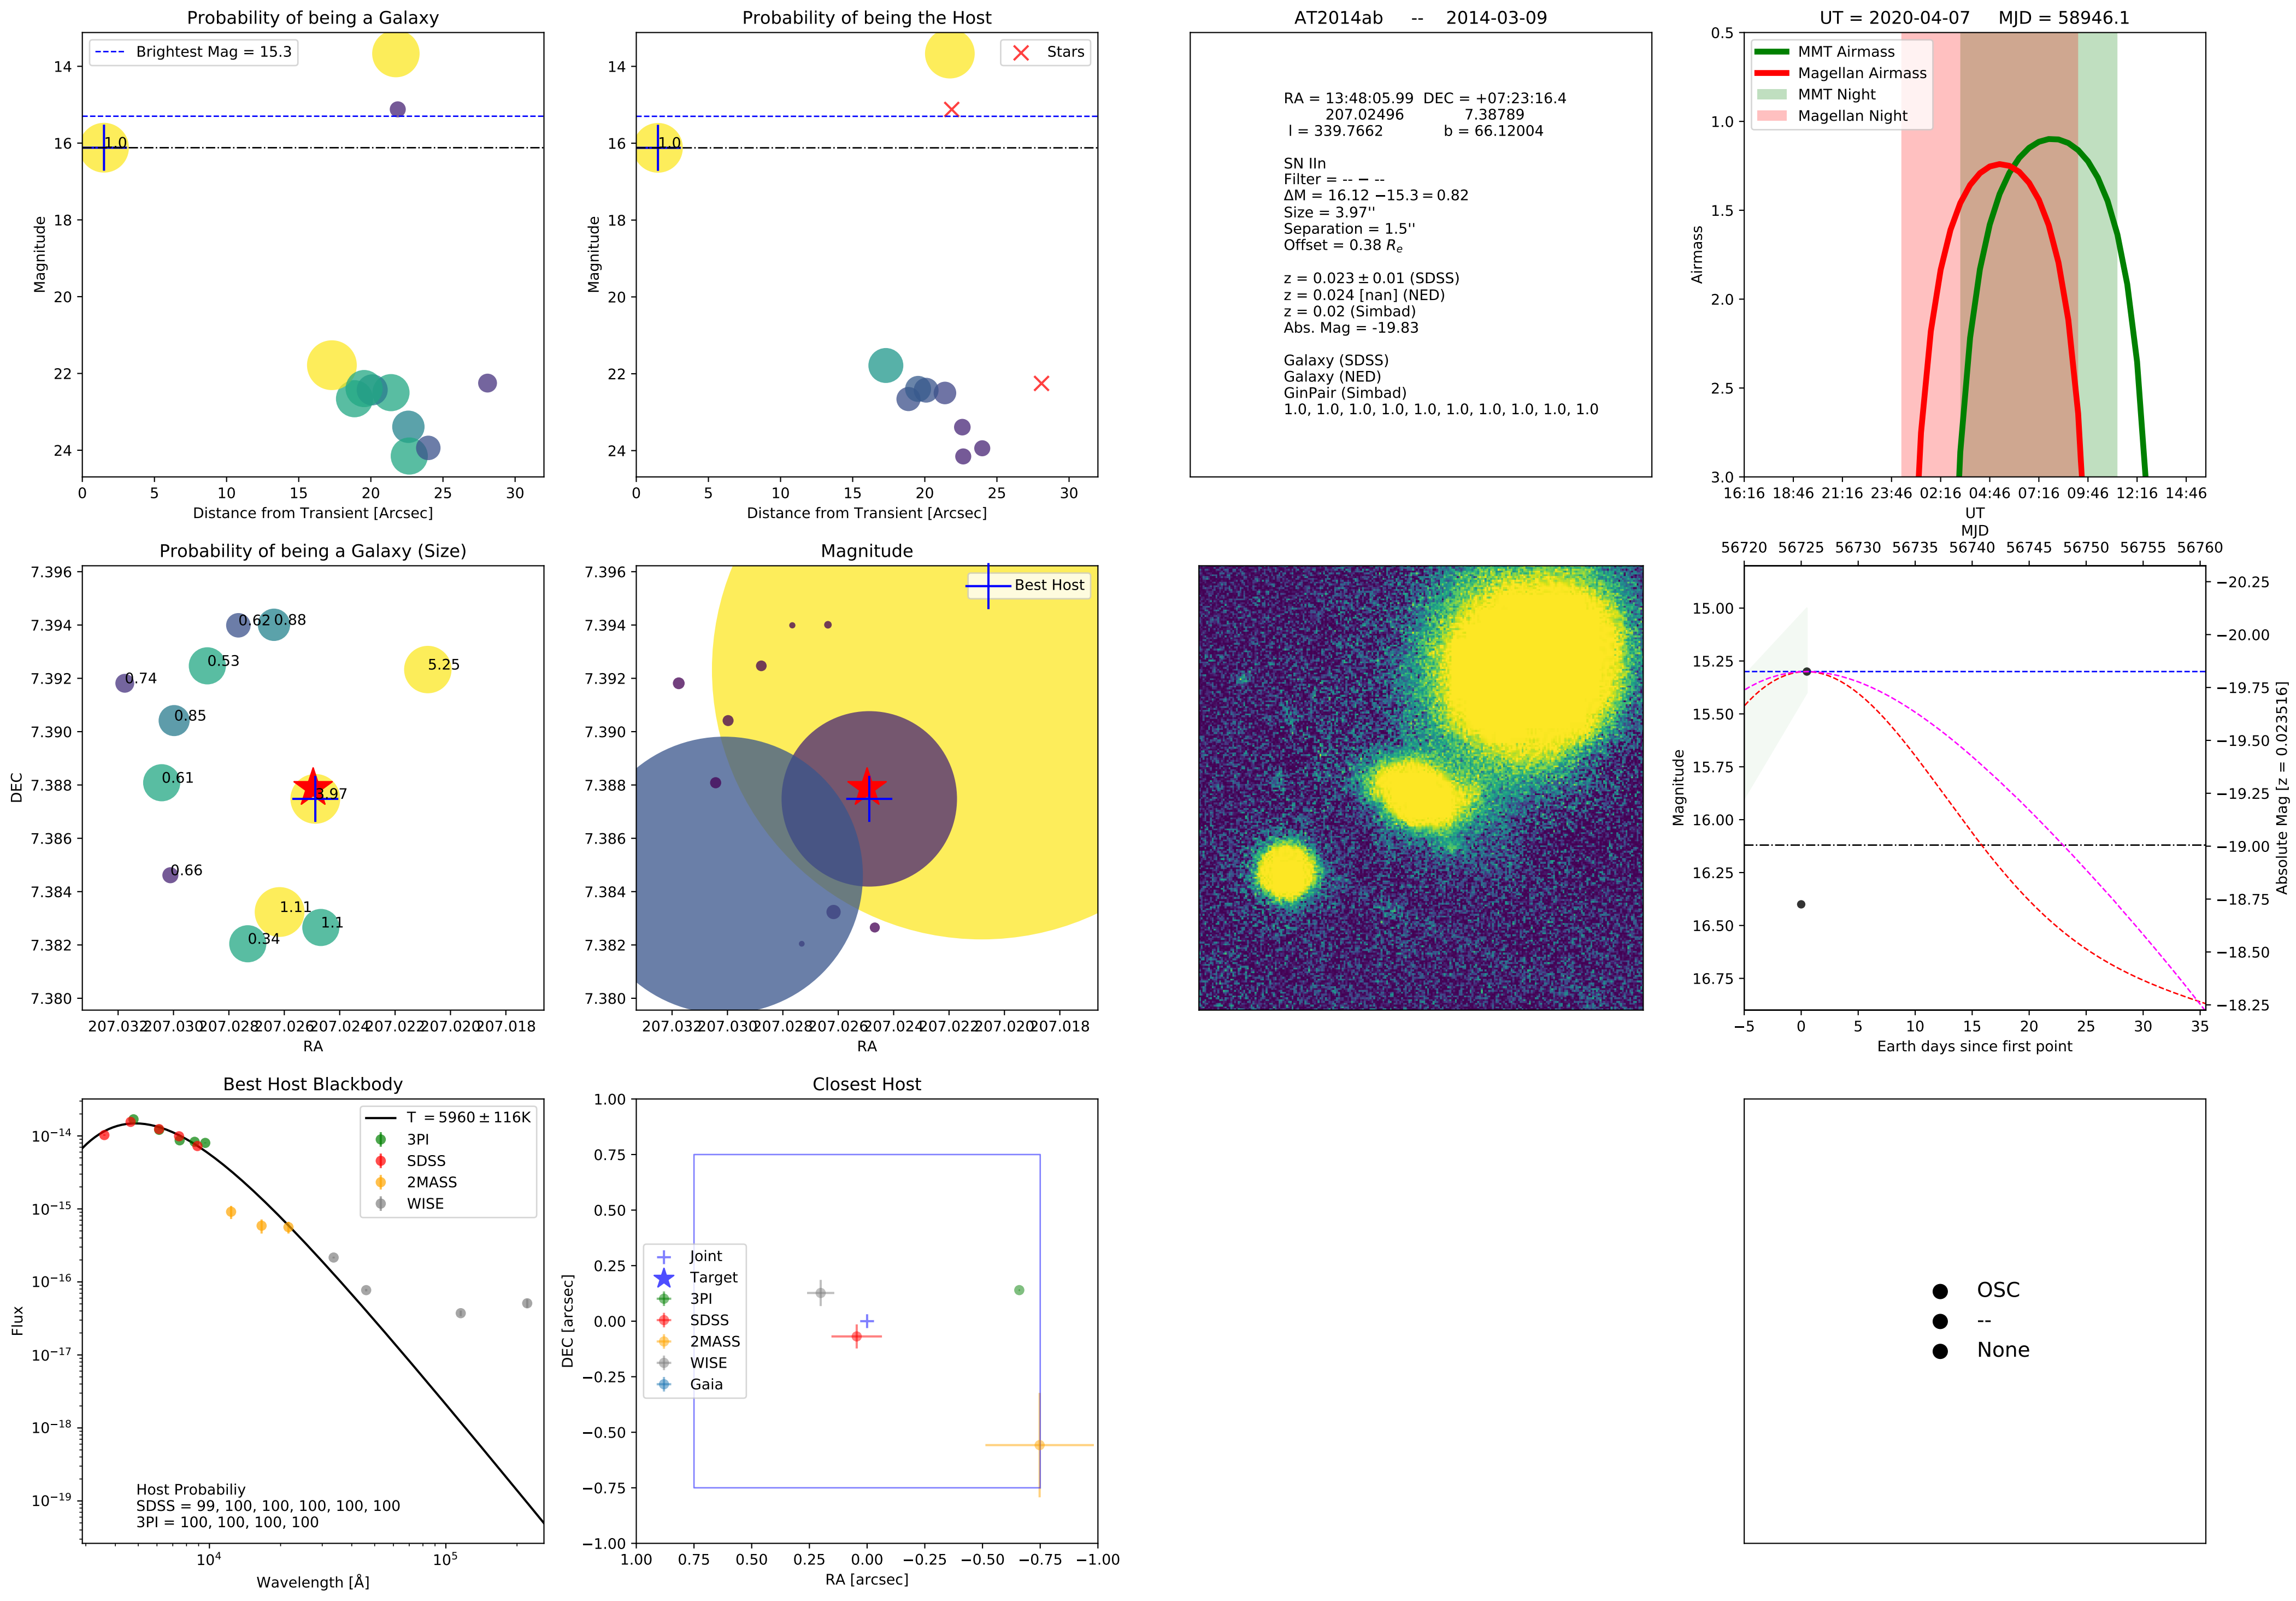 Probability of being a Galaxy
Brightest Mag = 15.3
1.0
14
16
18
20
22
24
Magnitude
0 5 10 15 20 25 30
Distance from Transient [Arcsec]
Probability of being the Host
Stars
1.0
14
16
18
20
22
24
Magnitude
0 5 10 15 20 25 30
Distance from Transient [Arcsec]
AT2014ab -- 2014-03-09
RA = 13:48:05.99 DEC = +07:23:16.4
207.02496 7.38789
l = 339.7662 b = 66.12004
SN IIn
Filter = -- − --
ΔM = 16.12 −15.3 = 0.82
Size = 3.97''
Separation = 1.5''
Offset = 0.38 Re
z = 0.023 ± 0.01 (SDSS)
z = 0.024 [nan] (NED)
z = 0.02 (Simbad)
Abs. Mag = -19.83
Galaxy (SDSS)
Galaxy (NED)
GinPair (Simbad)
1.0, 1.0, 1.0, 1.0, 1.0, 1.0, 1.0, 1.0, 1.0, 1.0
UT = 2020-04-07 MJD = 58946.1
MMT Airmass
Magellan Airmass
MMT Night
Magellan Night
0.5
1.0
1.5
2.0
2.5
3.0
Airmass
16:16 18:46 21:16 23:46 02:16 04:46 07:16 09:46 12:16 14:46
UT
Probability of being a Galaxy (Size)
7.396
7.394
7.392
7.390
7.388
7.386
7.384
7.382
7.380
DEC
0.62
0.88
0.53
5.25
0.74
0.85
0.61
3.97
0.66
1.11
1.1
0.34
207.032 207.030 207.028 207.026 207.024 207.022 207.020 207.018
RA
Magnitude
Best Host
7.396
7.394
7.392
7.390
7.388
7.386
7.384
7.382
7.380
207.032 207.030 207.028 207.026 207.024 207.022 207.020 207.018
RA
MJD
56720 56725 56730 56735 56740 56745 56750 56755 56760
15.00
15.25
15.50
15.75
16.00
16.25
16.50
16.75
Magnitude
−20.25
−20.00
−19.75
−19.50
−19.25
−19.00
−18.75
−18.50
−18.25
Absolute Mag [z = 0.023516]
−5 0 5 10 15 20 25 30 35
Earth days since first point
Best Host Blackbody
T = 5960 ± 116K
3PI
SDSS
2MASS
WISE
10−14
10−15
10−16
10−17
10−18
10−19
Flux
Host Probabiliy
SDSS = 99, 100, 100, 100, 100, 100
3PI = 100, 100, 100, 100
104 105
Wavelength [Å]
Closest Host
1.00
0.75
0.50
0.25
0.00
−0.25
−0.50
−0.75
−1.00
DEC [arcsec]
Joint
Target
3PI
SDSS
2MASS
WISE
Gaia
1.00 0.75 0.50 0.25 0.00 −0.25 −0.50 −0.75 −1.00
RA [arcsec]
OSC
--
None